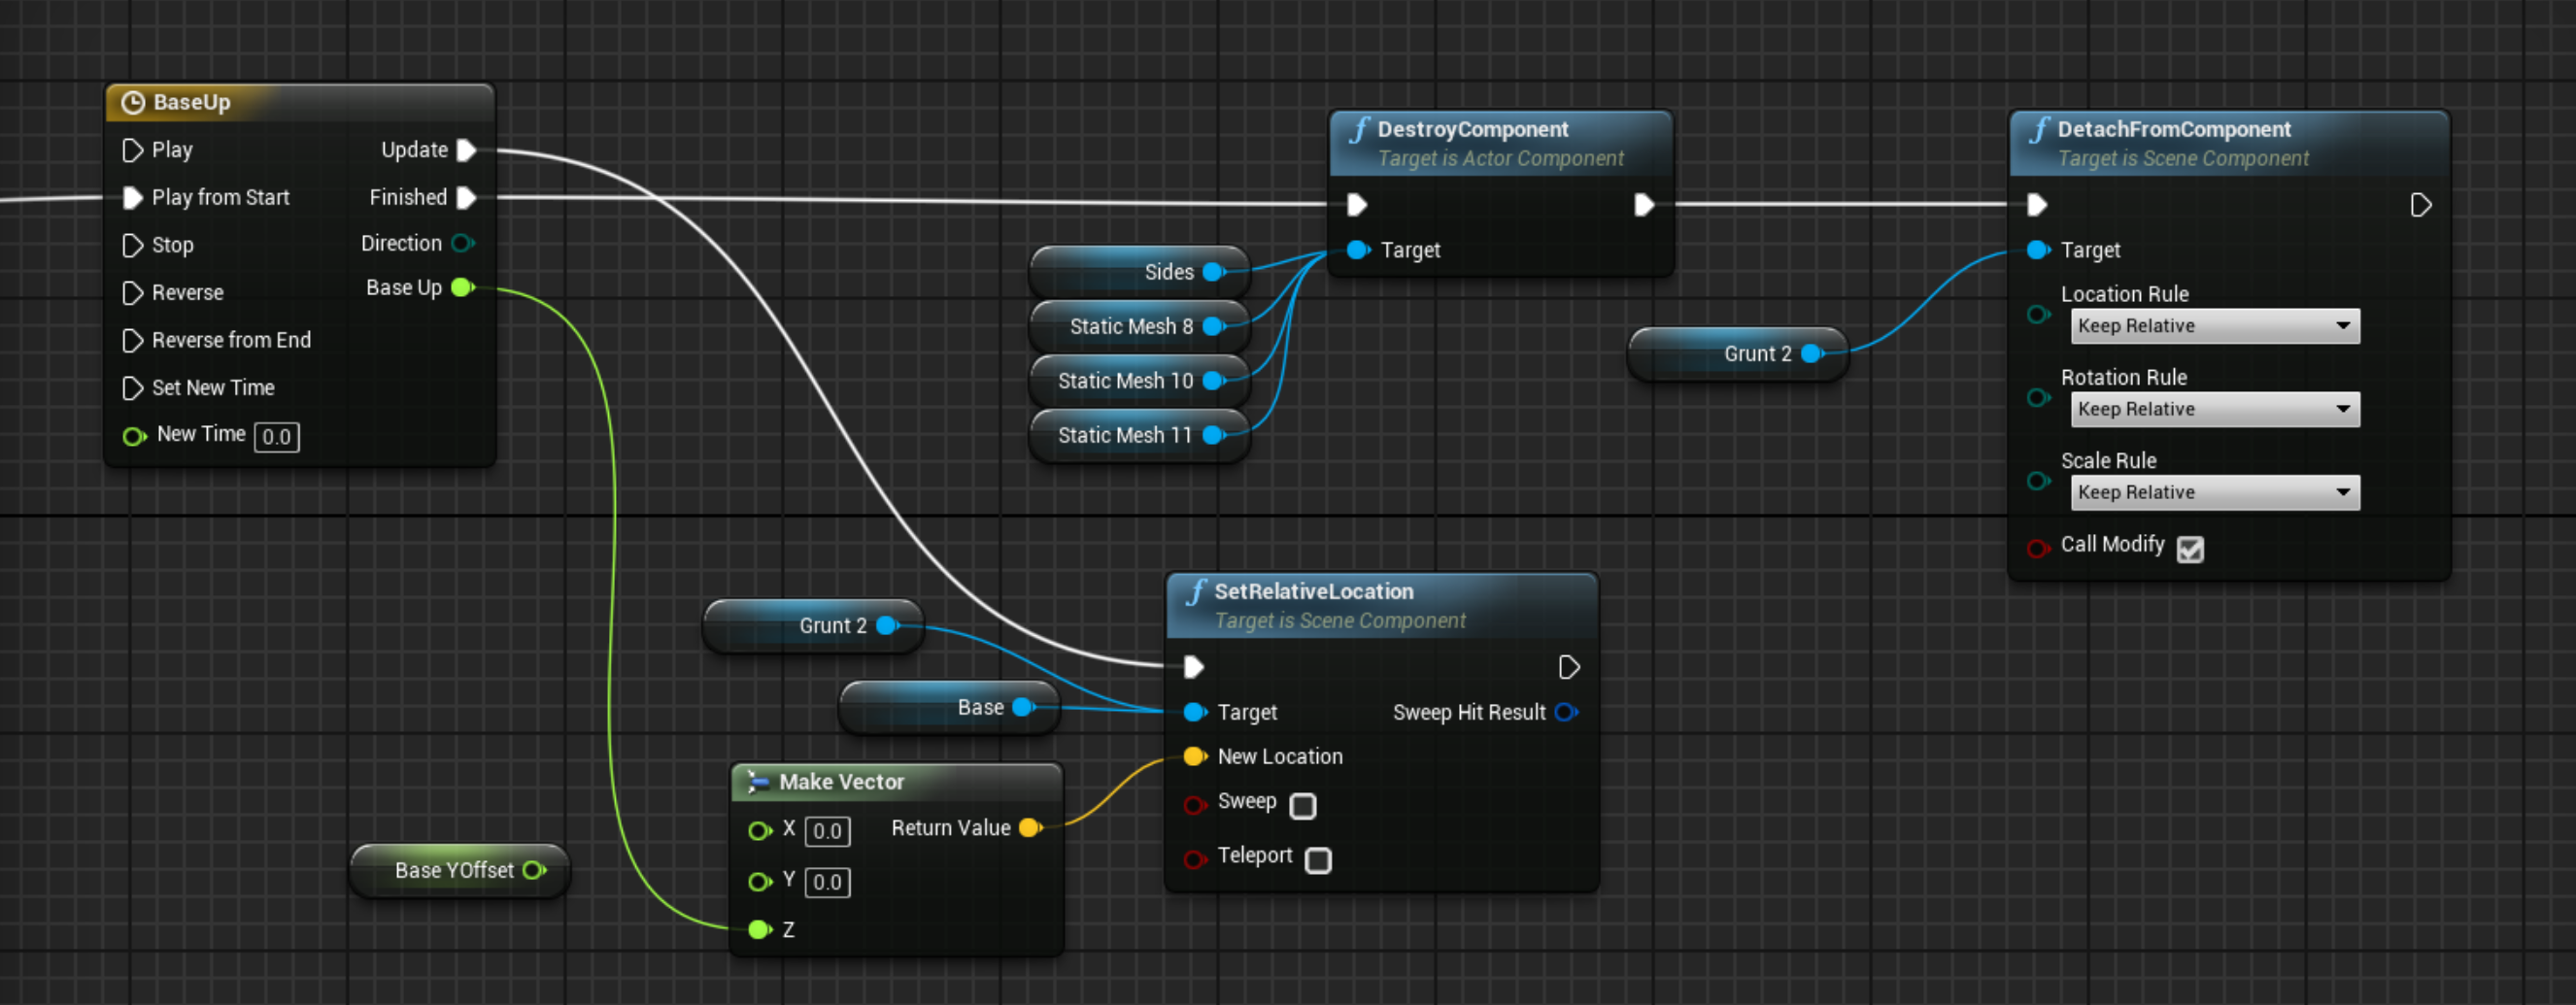 BaseUp
Play
Update
Play from Start
Finished
Stop
Direction
Reverse
Base Up
Reverse from End
Set New Time
New Time 0.0
DestroyComponent
Target is Actor Component
Target
Sides
Static Mesh 8
Static Mesh 10
Static Mesh 11
DetachFromComponent
Target is Scene Component
Target
Location Rule
Keep Relative
Rotation Rule
Keep Relative
Scale Rule
Keep Relative
Call Modify
Grunt 2
Grunt 2
Base
SetRelativeLocation
Target is Scene Component
Target
Sweep Hit Result
New Location
Sweep
Teleport
Make Vector
X 0.0
Return Value
Y 0.0
Z
Base YOffset